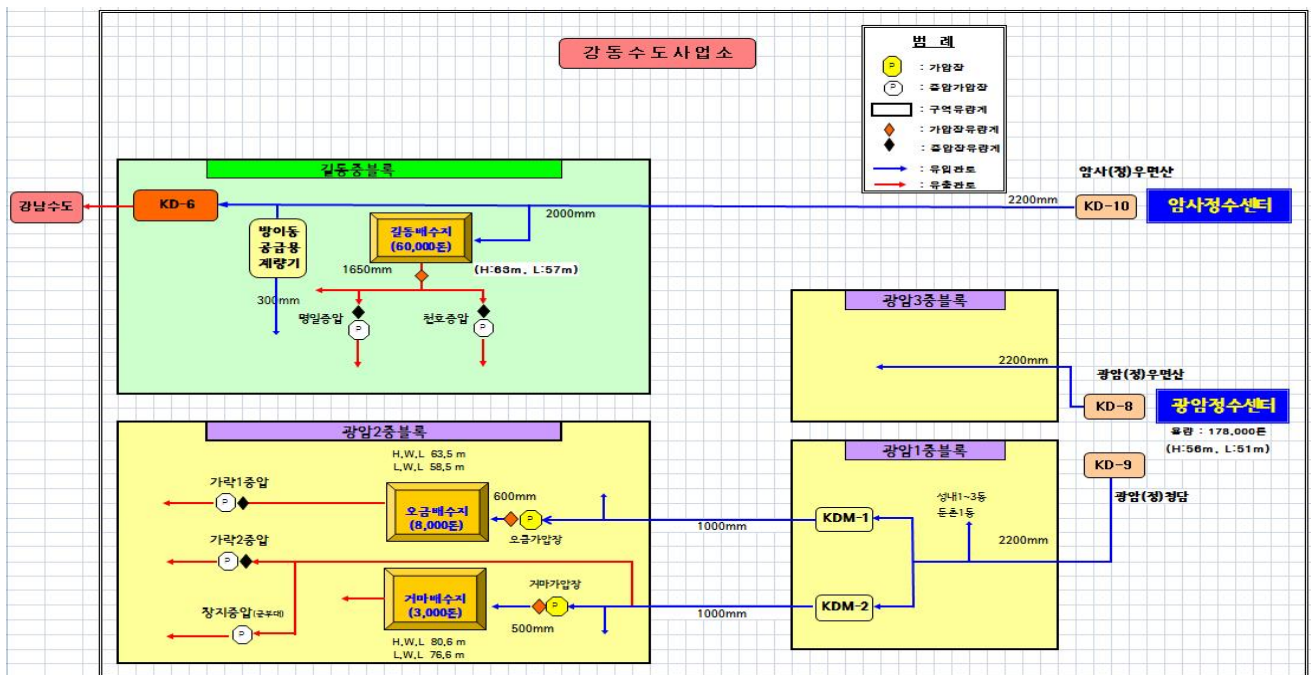 강동수도사업소
범 례
P : 가압장
P : 증압가압장
: 구역유량계
: 가압장유량계
: 증압장유량계
: 유입관로
: 유출관로
길동중블록
강남수도
KD-6
2000mm
2200mm
암사(정)우면산
KD-10
암사정수센터
방이동
공급용
계량기
길동배수지
(60,000톤)
1650mm
(H:63m, L:57m)
300mm
명일증압
P
천호증압
P
광암3중블록
2200mm
광암(정)우면산
KD-8
광암정수센터
용량 : 178,000톤
(H:56m, L:51m)
광암2중블록
H.W.L 63.5 m
L.W.L 58.5 m
가락1증압
P
오금배수지
(8,000톤)
600mm
P
오금가압장
1000mm
가락2증압
P
거마배수지
(3,000톤)
거마가압장
P
500mm
1000mm
장지증압(군부대)
P
H.W.L 80.6 m
L.W.L 76.6 m
광암1중블록
KD-9
광암(정)청담
성내1~3동
둔촌1동
KDM-1
2200mm
KDM-2